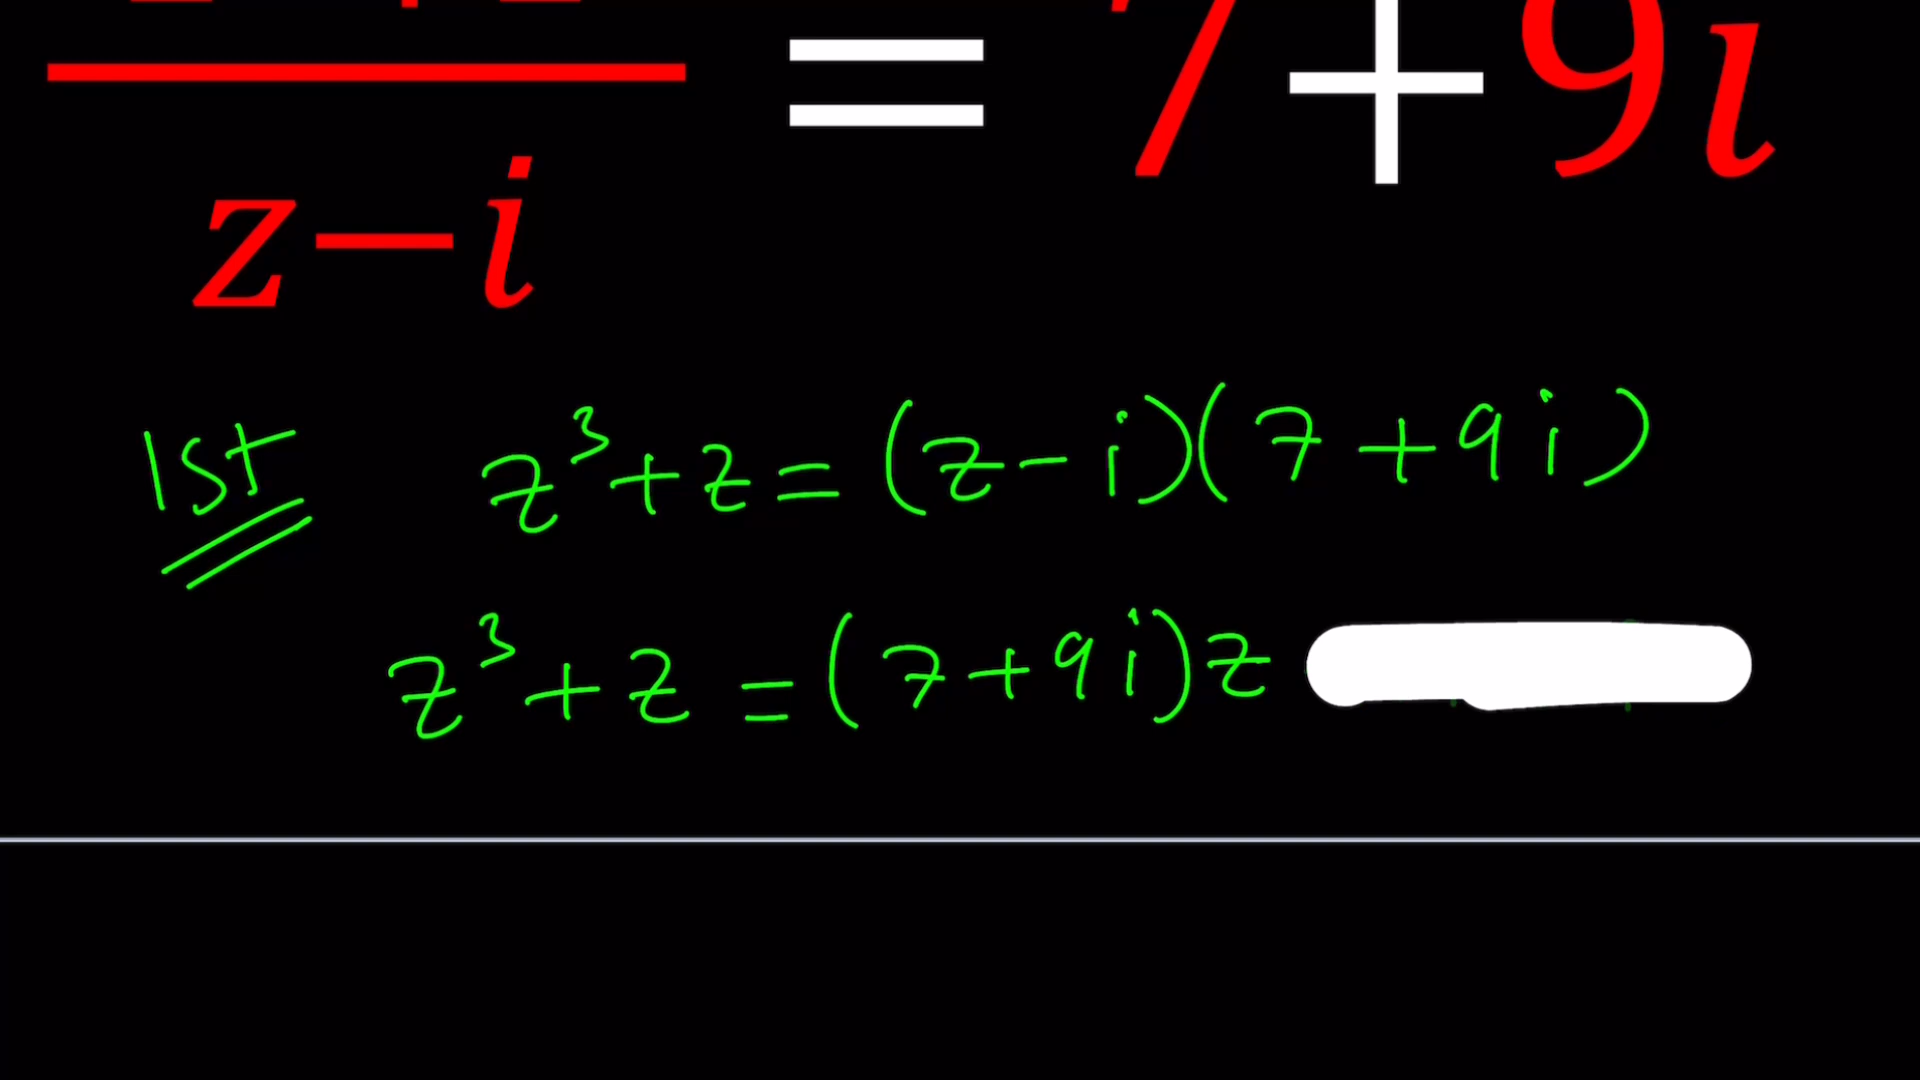 = 7+9i
z−i
1st z³+z=(z-i)(7+9i)
z³+z=(7+9i)z